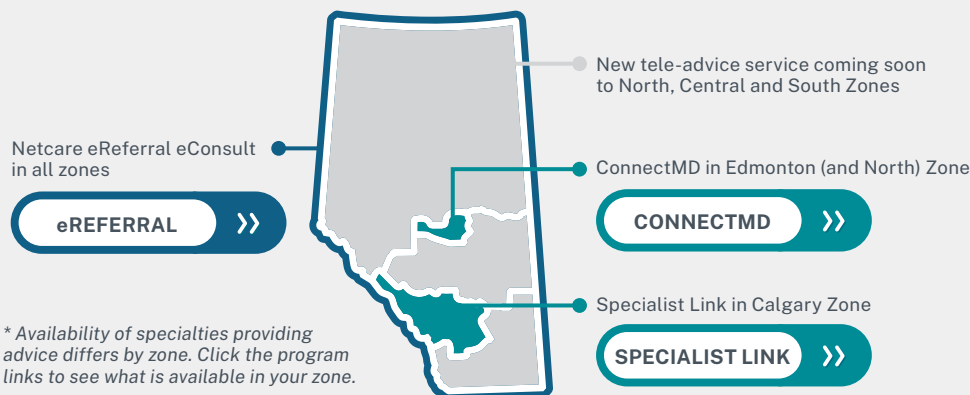 New tele-advice service coming soon
to North, Central and South Zones
Netcare eReferral eConsult
in all zones
eREFERRAL
ConnectMD in Edmonton (and North) Zone
CONNECTMD
Specialist Link in Calgary Zone
SPECIALIST LINK
* Availability of specialties providing
advice differs by zone. Click the program
links to see what is available in your zone.